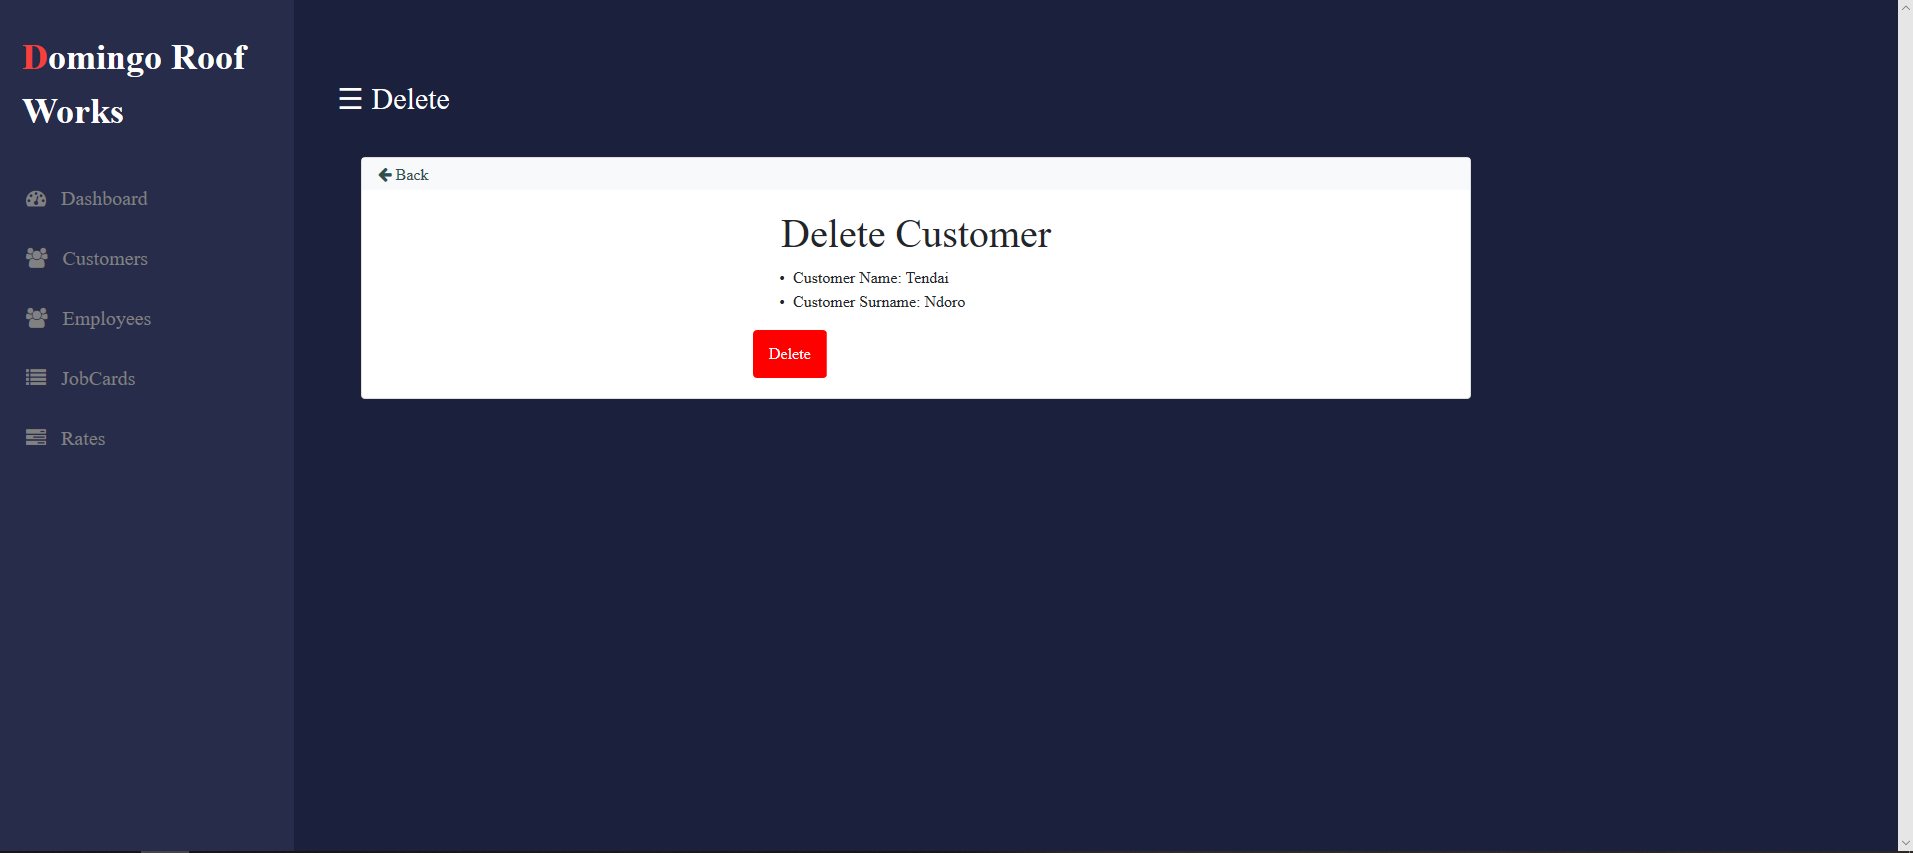 Domingo Roof
Works
Dashboard
Customers
Employees
JobCards
Rates
☰ Delete
Back
Delete Customer
• Customer Name: Tendai
• Customer Surname: Ndoro
Delete